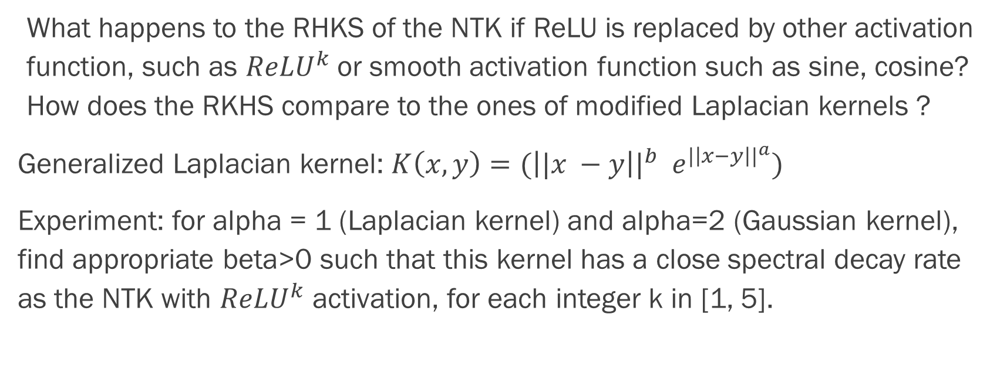 What happens to the RHKS of the NTK if ReLU is replaced by other activation
function, such as $ReLU^k$ or smooth activation function such as sine, cosine?
How does the RKHS compare to the ones of modified Laplacian kernels ?
Generalized Laplacian kernel: $K(x, y) = (||x - y||^b \ e^{||x-y||^a})$
Experiment: for alpha = 1 (Laplacian kernel) and alpha=2 (Gaussian kernel),
find appropriate beta>0 such that this kernel has a close spectral decay rate
as the NTK with $ReLU^k$ activation, for each integer k in [1, 5].